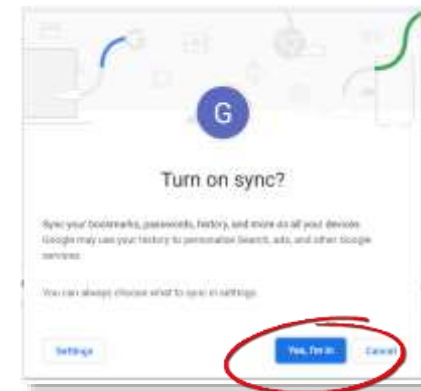 G
Turn on sync?
Sync your bookmarks, passwords, history, and more on all your devices
Google may use your history to personalise Search, ads, and other Google
services
You can always choose what to sync in settings.
Settings Yes, I'm in Cancel